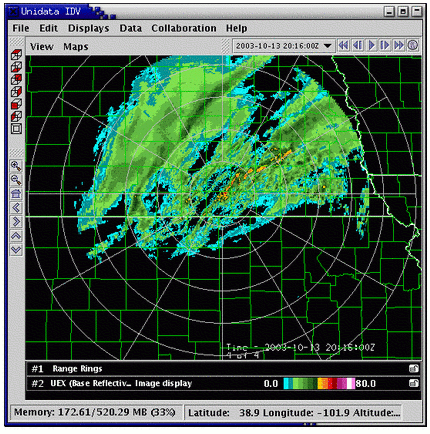 Unidata IDV
File Edit Displays Data Collaboration Help
View Maps 2003-10-13 20:16:00Z
Time - 2003-10-13 20:16:00Z
4 of 4
#1 Range Rings
#2 UEX (Base Reflectiv... Image display 0.0 80.0
Memory: 172.61/520.29 MB (33%) Latitude: 38.9 Longitude: -101.9 Altitude:...